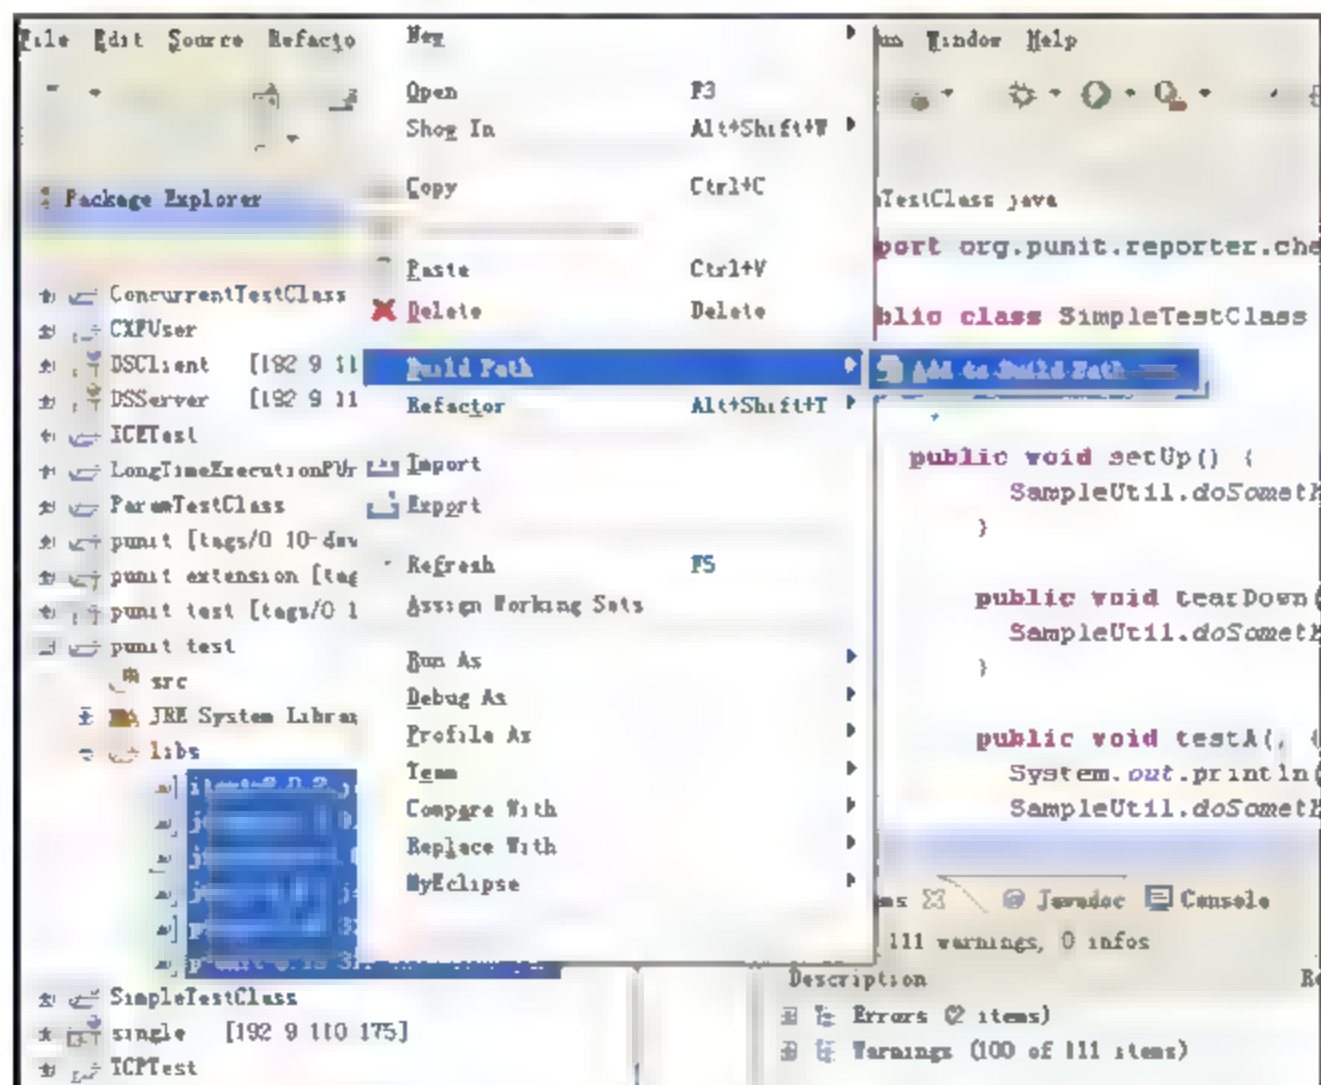 File Edit Source Refacto
Window Help
New
Open F3
Show In Alt+Shift+W
Copy Ctrl+C
Paste Ctrl+V
Delete Delete
Build Path
Add to Build Path
Refactor Alt+Shift+T
Import
Export
Refresh F5
Assign Working Sets
Run As
Debug As
Profile As
Team
Compare With
Replace With
MyEclipse
Package Explorer
ConcurrentTestClass
CXFUser
DSClient [192 9 11
DSServer [192 9 11
ICETest
LongTimeExecutionPUr
ParamTestClass
punit [tags/0 10-dev
punit extension [tag
punit test [tags/0 1
punit test
src
JRE System Librar
libs
SimpleTestClass
single [192 9 110 175]
TCPTest
TestClass java
port org.punit.reporter.che
blic class SimpleTestClass
public void setUp() {
SampleUtil.doSometh
}
public void tearDown(
SampleUtil.doSometh
}
public void testA(, {
System.out.println(
SampleUtil.doSometh
ms Javadoc Console
111 warnings, 0 infos
Description Re
Errors (2 items)
Warnings (100 of 111 items)